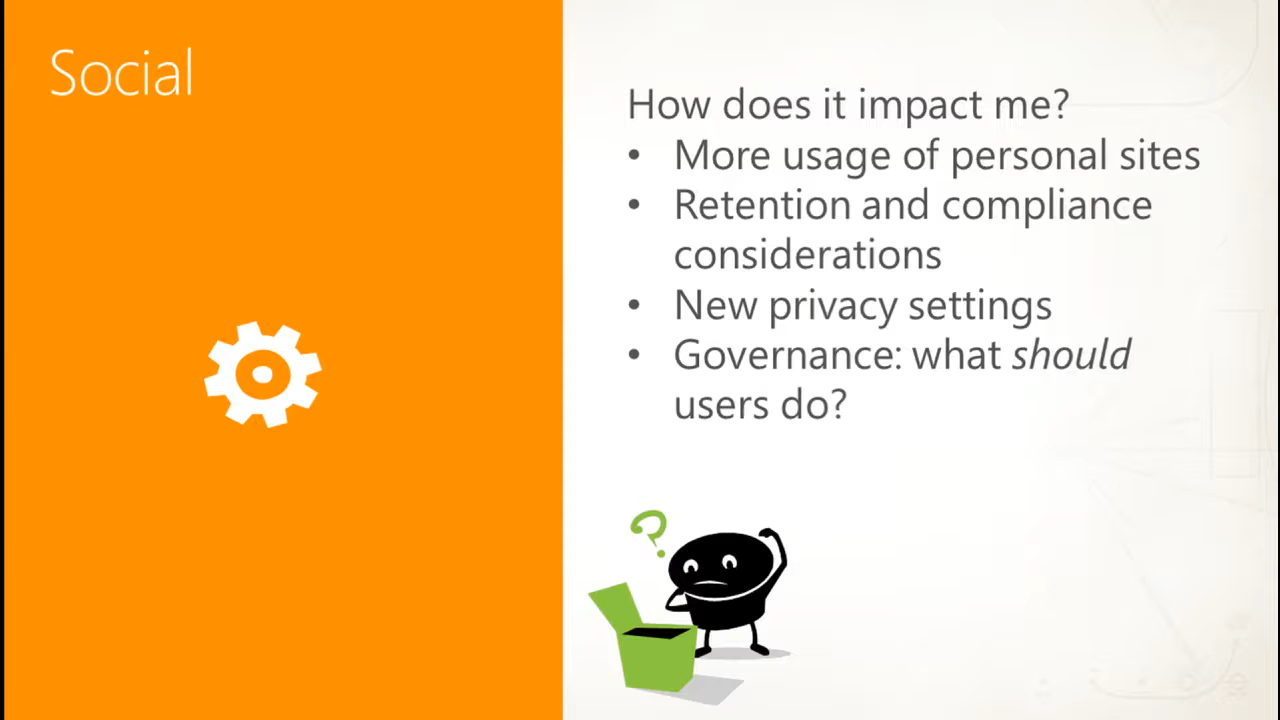 Social
How does it impact me?
• More usage of personal sites
• Retention and compliance
considerations
• New privacy settings
• Governance: what should
users do?
?